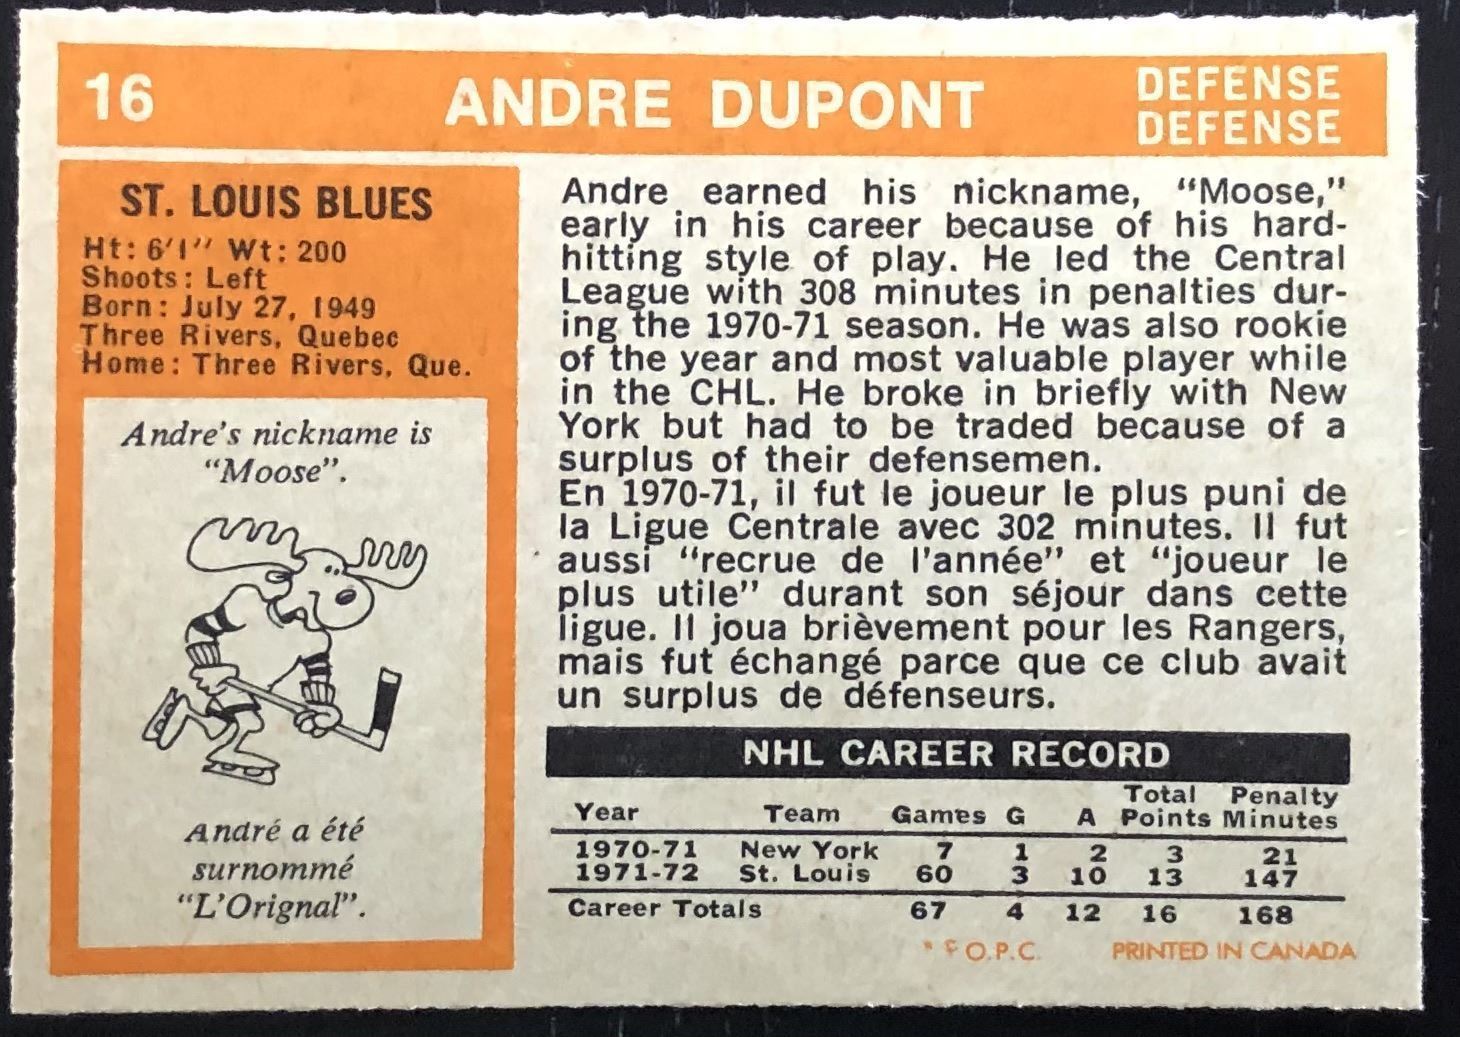 16
ANDRE DUPONT
DEFENSE
DEFENSE
ST. LOUIS BLUES
Ht: 6'1" Wt: 200
Shoots: Left
Born: July 27, 1949
Three Rivers, Quebec
Home: Three Rivers, Que.
Andre's nickname is
"Moose".
André a été
surnommé
"L'Orignal".
Andre earned his nickname, "Moose,"
early in his career because of his hard-
hitting style of play. He led the Central
League with 308 minutes in penalties dur-
ing the 1970-71 season. He was also rookie
of the year and most valuable player while
in the CHL. He broke in briefly with New
York but had to be traded because of a
surplus of their defensemen.
En 1970-71, il fut le joueur le plus puni de
la Ligue Centrale avec 302 minutes. Il fut
aussi "recrue de l'année" et "joueur le
plus utile" durant son séjour dans cette
ligue. Il joua brièvement pour les Rangers,
mais fut échangé parce que ce club avait
un surplus de défenseurs.
NHL CAREER RECORD
Year Team Games G A Total Points Penalty Minutes
1970-71 New York 7 1 2 3 21
1971-72 St. Louis 60 3 10 13 147
Career Totals 67 4 12 16 168
O.P.C. PRINTED IN CANADA